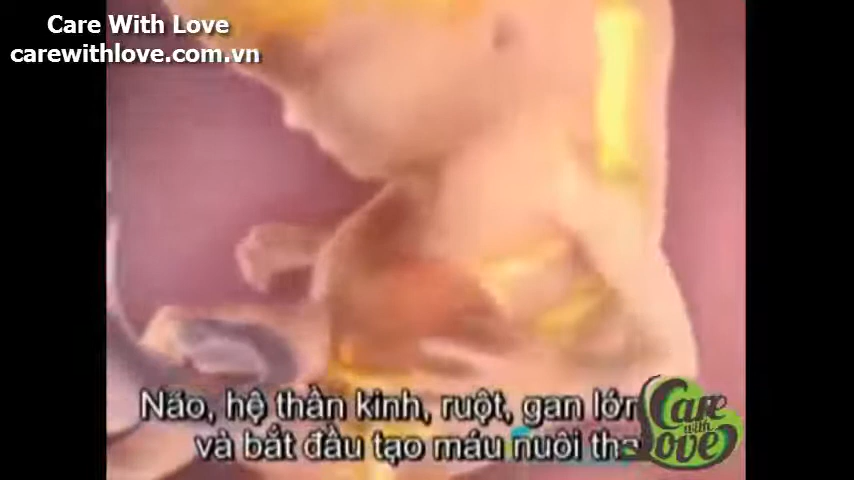 Care With Love
carewithlove.com.vn
Não, hệ thần kinh, ruột, gan lớn
và bắt đầu tạo máu nuôi
Care
with
Love